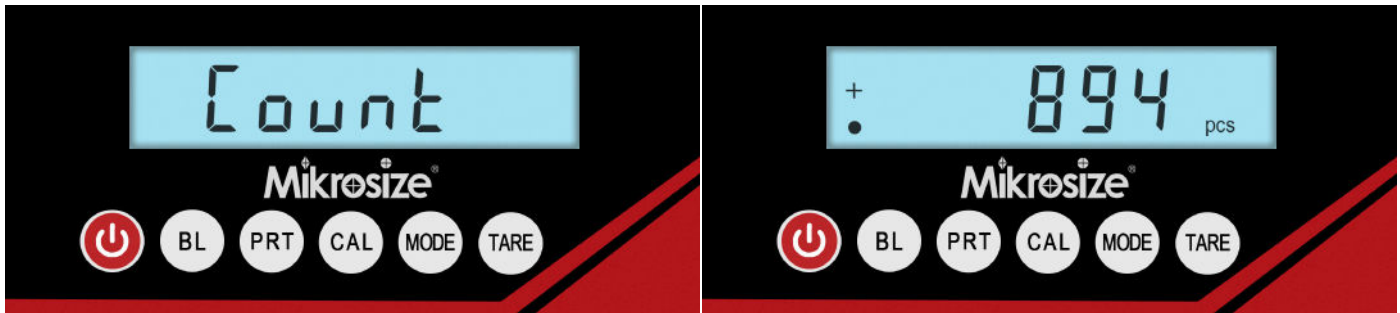 Count
Mikrosize®
BL PRT CAL MODE TARE
+ 894 pcs
Mikrosize®
BL PRT CAL MODE TARE